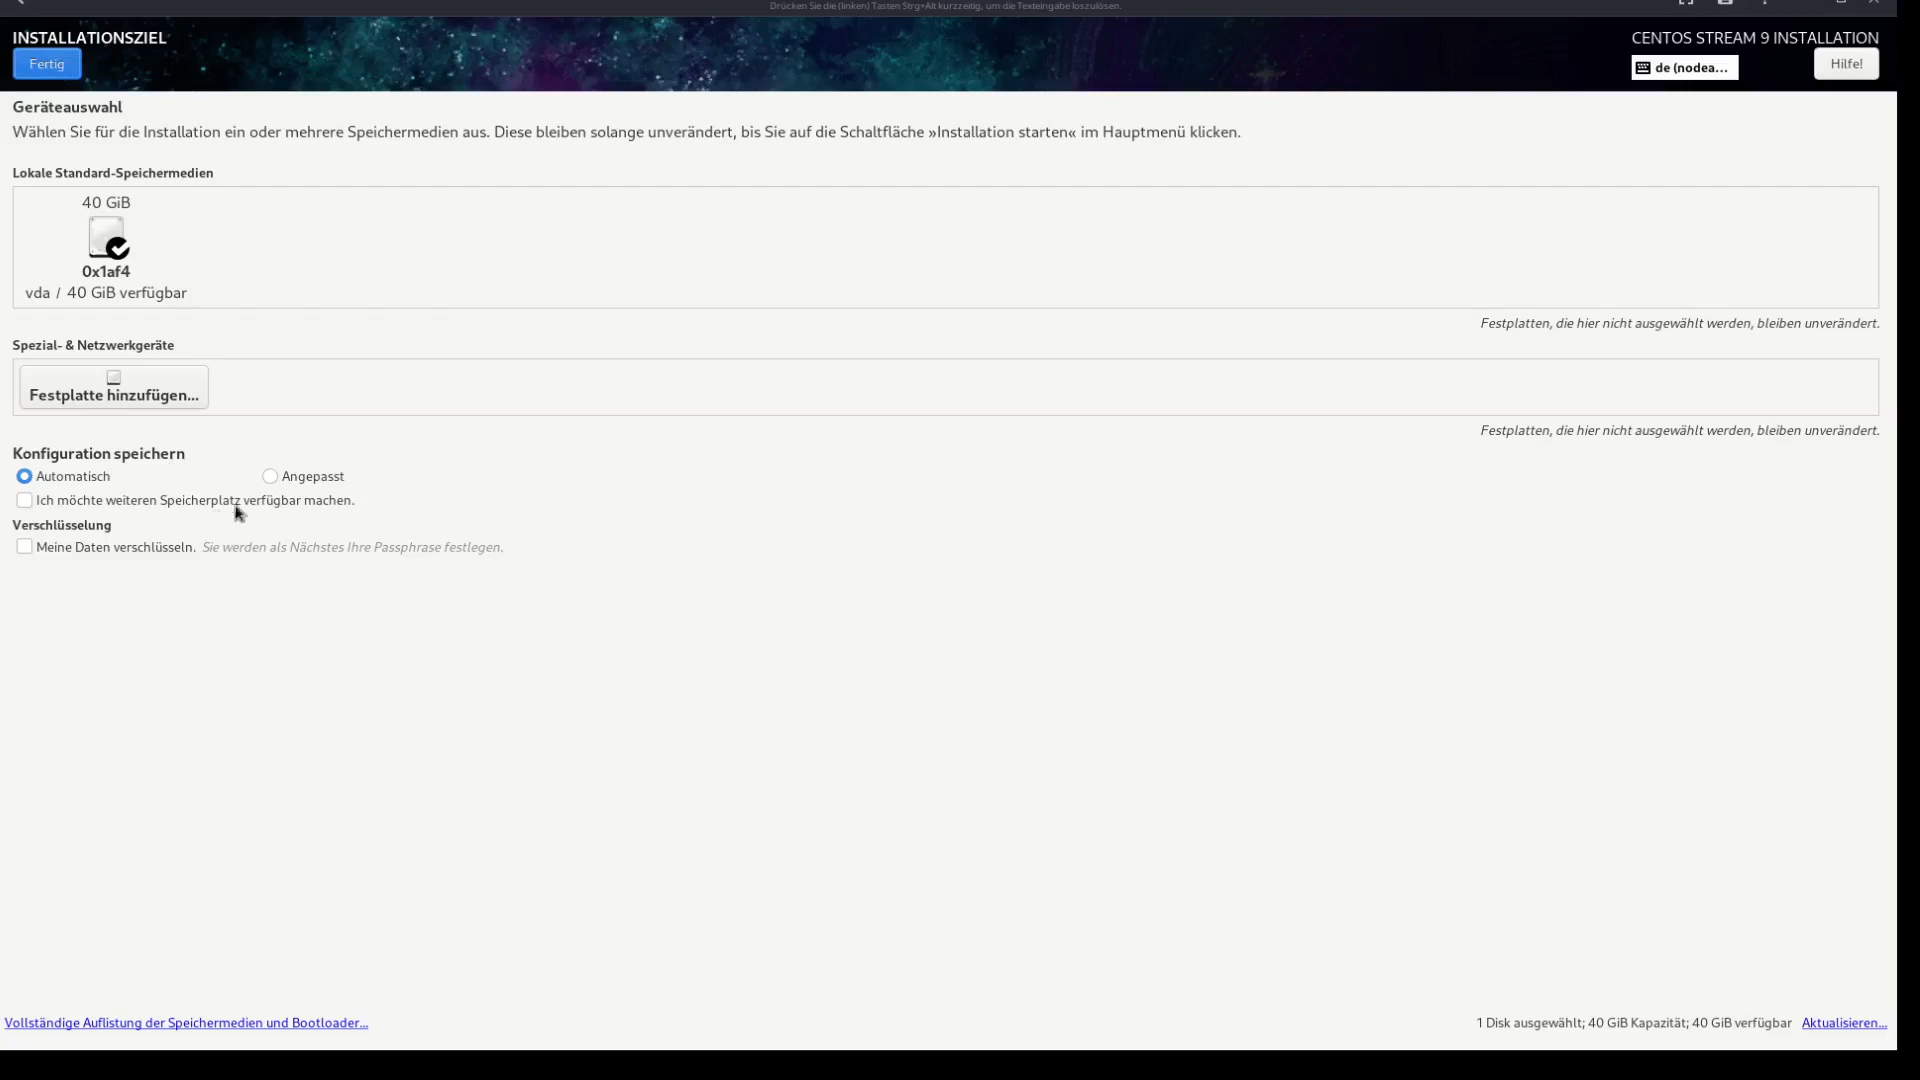 Drücken Sie die (linken) Tasten Strg+Alt kurzzeitig, um die Texteingabe loszulösen.
INSTALLATIONSZIEL
CENTOS STREAM 9 INSTALLATION
Fertig
de (nodea...
Hilfe!
Geräteauswahl
Wählen Sie für die Installation ein oder mehrere Speichermedien aus. Diese bleiben solange unverändert, bis Sie auf die Schaltfläche »Installation starten« im Hauptmenü klicken.
Lokale Standard-Speichermedien
40 GiB
0x1af4
vda / 40 GiB verfügbar
Festplatten, die hier nicht ausgewählt werden, bleiben unverändert.
Spezial- & Netzwerkgeräte
Festplatte hinzufügen...
Festplatten, die hier nicht ausgewählt werden, bleiben unverändert.
Konfiguration speichern
Automatisch
Angepasst
Ich möchte weiteren Speicherplatz verfügbar machen.
Verschlüsselung
Meine Daten verschlüsseln. Sie werden als Nächstes Ihre Passphrase festlegen.
Vollständige Auflistung der Speichermedien und Bootloader...
1 Disk ausgewählt; 40 GiB Kapazität; 40 GiB verfügbar
Aktualisieren...